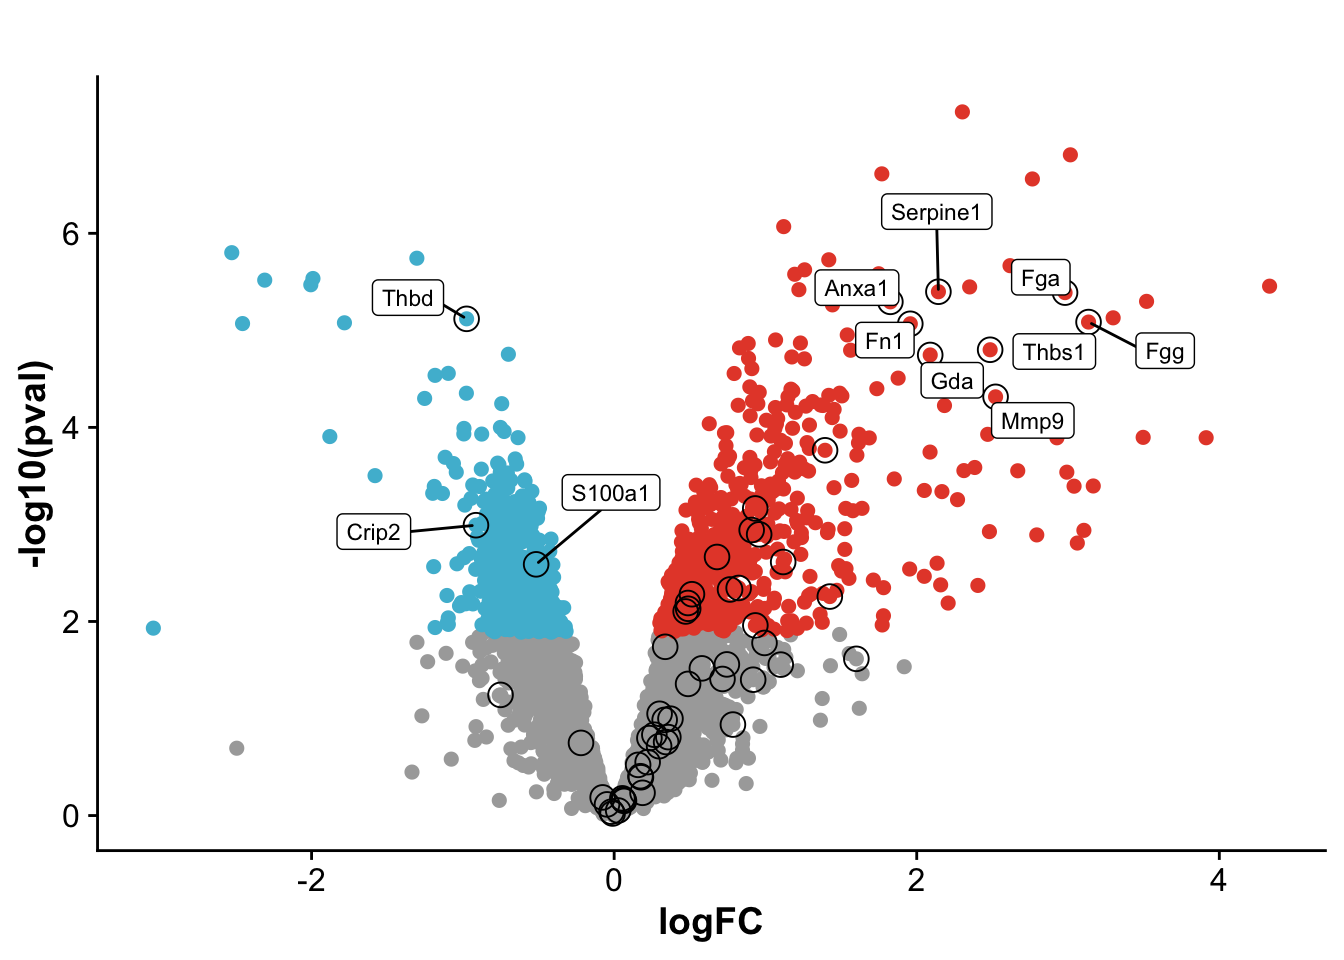 Serpine1
Fga
Anxa1
Thbd
Fn1
Thbs1
Fgg
Gda
Mmp9
S100a1
Crip2
6
4
2
0
-log10(pval)
-2
0
2
4
logFC